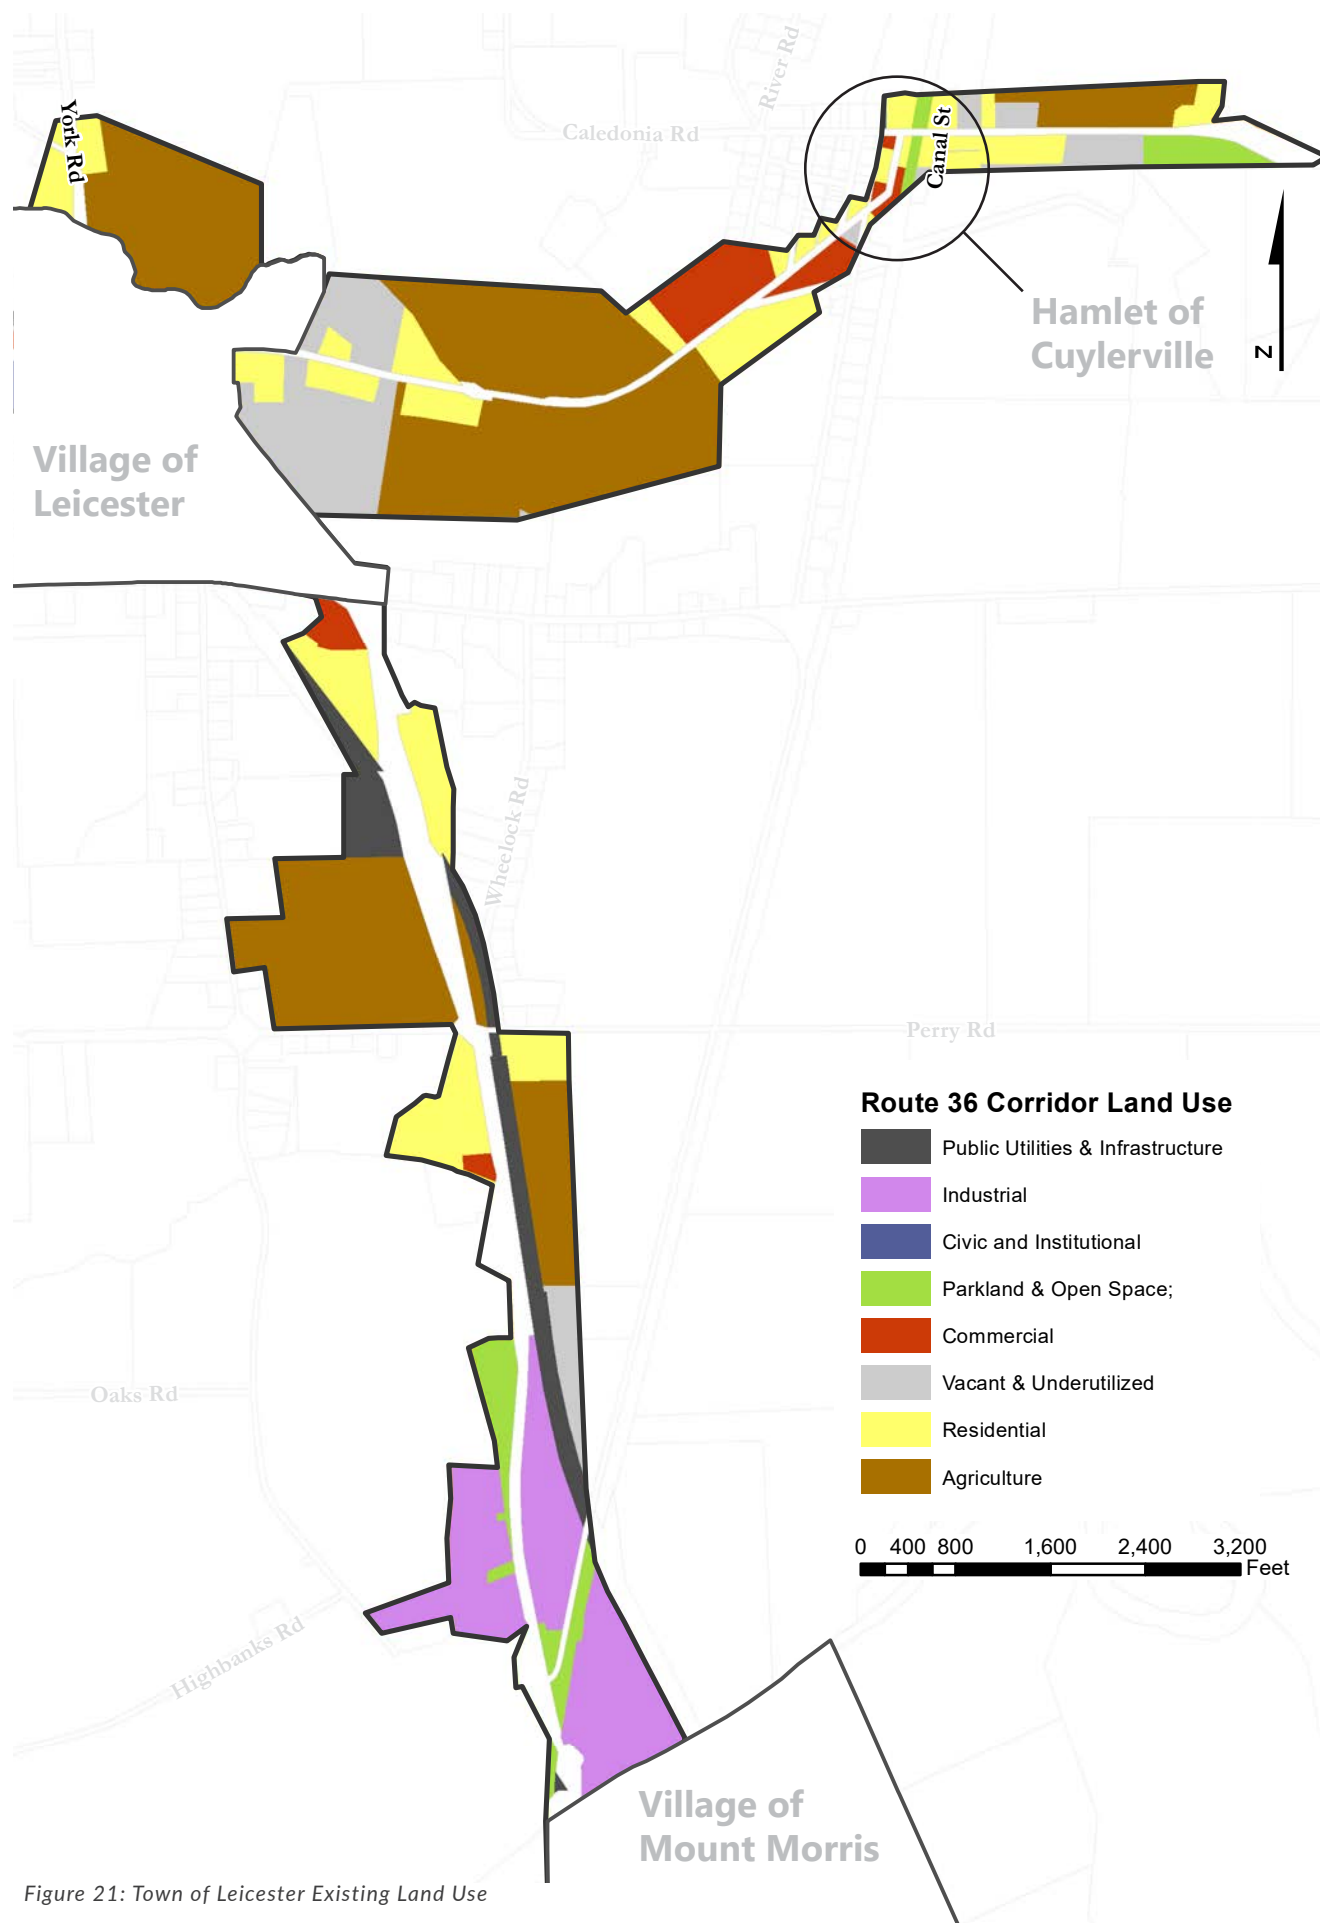 York Rd
River Rd
Caledonia Rd
Canal St
Hamlet of
Cuylerville
N
Village of
Leicester
Wheelock Rd
Perry Rd
Route 36 Corridor Land Use
Public Utilities & Infrastructure
Industrial
Civic and Institutional
Parkland & Open Space;
Commercial
Vacant & Underutilized
Residential
Agriculture
Oaks Rd
0 400 800 1,600 2,400 3,200
Feet
Highbanks Rd
Village of
Mount Morris
Figure 21: Town of Leicester Existing Land Use